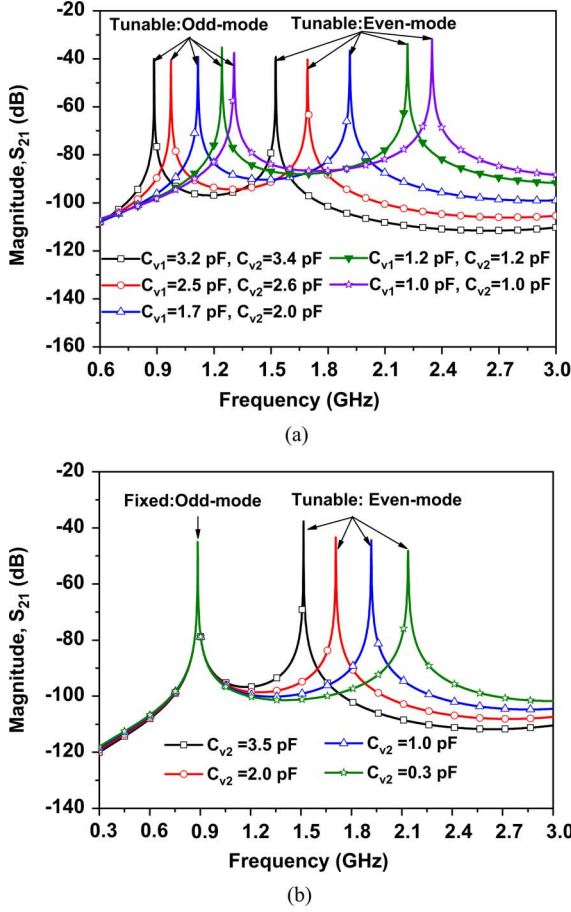 -20
Tunable:Odd-mode Tunable:Even-mode
-40
-60
-80
-100
-120
-140
-160
Magnitude,S21 (dB)
Cv1=3.2 pF, Cv2=3.4 pF
Cv1=1.2 pF, Cv2=1.2 pF
Cv1=2.5 pF, Cv2=2.6 pF
Cv1=1.0 pF, Cv2=1.0 pF
Cv1=1.7 pF, Cv2=2.0 pF
0.6 0.9 1.2 1.5 1.8 2.1 2.4 2.7 3.0
Frequency (GHz)
(a)
-20
Fixed:Odd-mode Tunable: Even-mode
-40
-60
-80
-100
-120
-140
Magnitude, S21 (dB)
Cv2 =3.5 pF Cv2 =1.0 pF
Cv2 =2.0 pF Cv2 =0.3 pF
0.3 0.6 0.9 1.2 1.5 1.8 2.1 2.4 2.7 3.0
Frequency (GHz)
(b)